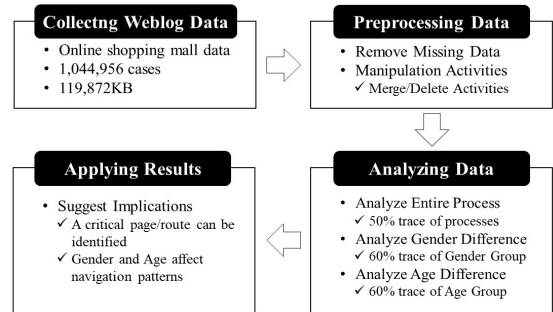 Collectng Weblog Data
• Online shopping mall data
• 1,044,956 cases
• 119,872KB
Preprocessing Data
• Remove Missing Data
• Manipulation Activities
✓ Merge/Delete Activities
Analyzing Data
• Analyze Entire Process
✓ 50% trace of processes
• Analyze Gender Difference
✓ 60% trace of Gender Group
• Analyze Age Difference
✓ 60% trace of Age Group
Applying Results
• Suggest Implications
✓ A critical page/route can be
identified
✓ Gender and Age affect
navigation patterns